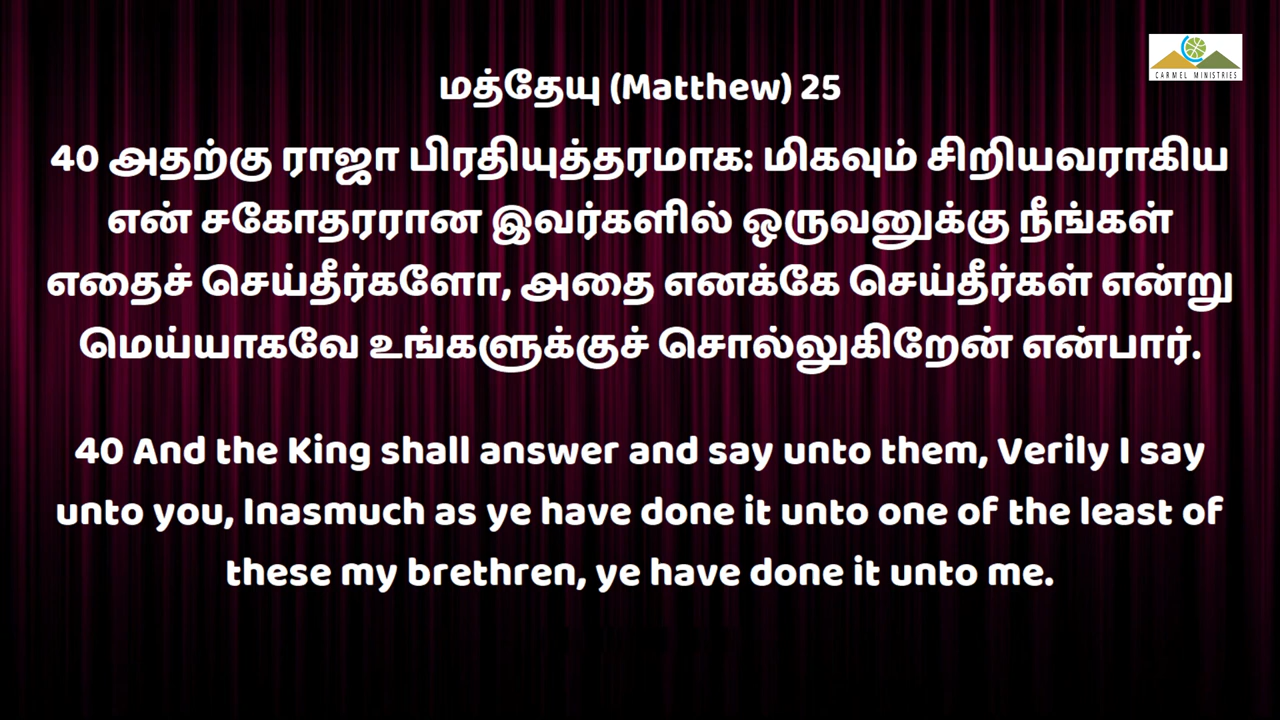 CARMEL MINISTRIES
மத்தேயு (Matthew) 25
40 அதற்கு ராஜா பிரதியுத்தரமாக: மிகவும் சிறியவராகிய
என் சகோதரரான இவர்களில் ஒருவனுக்கு நீங்கள்
எதைச் செய்தீர்களோ, அதை எனக்கே செய்தீர்கள் என்று
மெய்யாகவே உங்களுக்குச் சொல்லுகிறேன் என்பார்.
40 And the King shall answer and say unto them, Verily I say
unto you, Inasmuch as ye have done it unto one of the least of
these my brethren, ye have done it unto me.